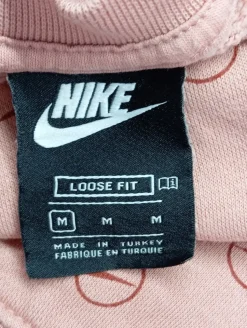 NIKE
LOOSE FIT
M M M
MADE IN TURKEY
FABRIQUE EN TURQUIE